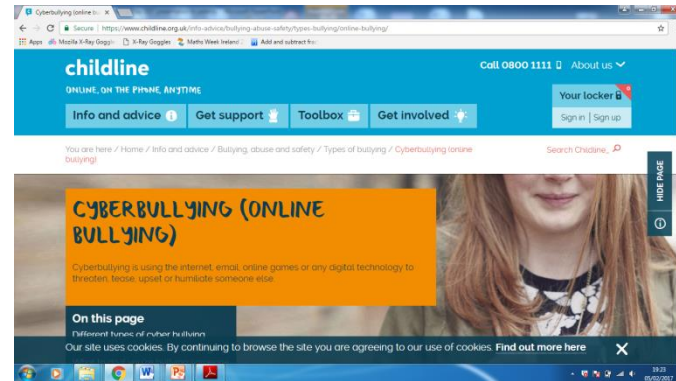 Cyberbullying (online b
Secure | https://www.childline.org.uk/info-advice/bullying-abuse-safety/types-bullying/online-bullying/
Apps Mozilla X-Ray Goggl X-Ray Goggles Maths Week Ireland Add and subtract frac
childline
ONLINE, ON THE PHONE, ANYTIME
Call 0800 1111 About us
Your locker
Sign in | Sign up
Info and advice Get support Toolbox Get involved
You are here / Home / Info and advice / Bullying, abuse and safety / Types of bullying / Cyberbullying (online
bullying)
Search Childline
HIDE PAGE
CYBERBULLYING (ONLINE
BULLYING)
Cyberbullying is using the internet, email, online games or any digital technology to
threaten, tease, upset or humiliate someone else.
On this page
Different types of cyber bullying
Our site uses cookies. By continuing to browse the site you are agreeing to our use of cookies. Find out more here X
19:23
05/02/2017